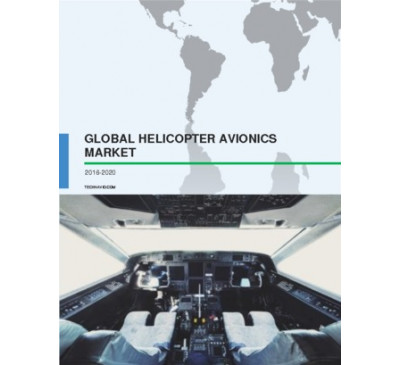 GLOBAL HELICOPTER AVIONICS
MARKET
2016-2020
TECHNAVIO.COM